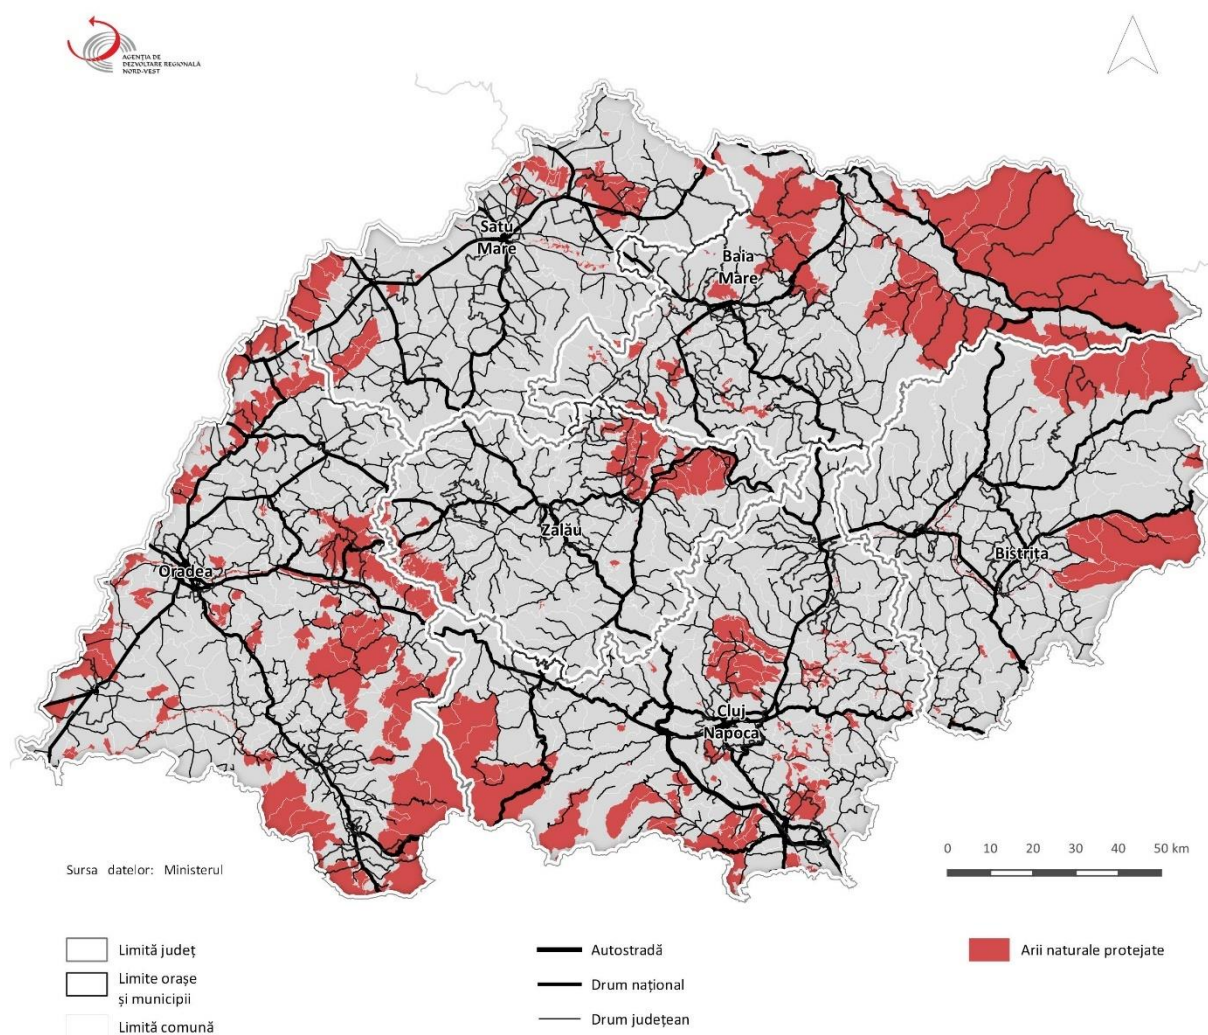 AGENȚIA DE
DEZVOLTARE REGIONALĂ
NORD-VEST
Satu
Mare
Baia
Mare
Zalău
Bistrița
Oradea
Cluj
Napoca
Sursa datelor: Ministerul
0 10 20 30 40 50 km
Limită județ
Limite orașe
și municipii
Limită comună
Autostradă
Drum național
Drum județean
Arii naturale protejate